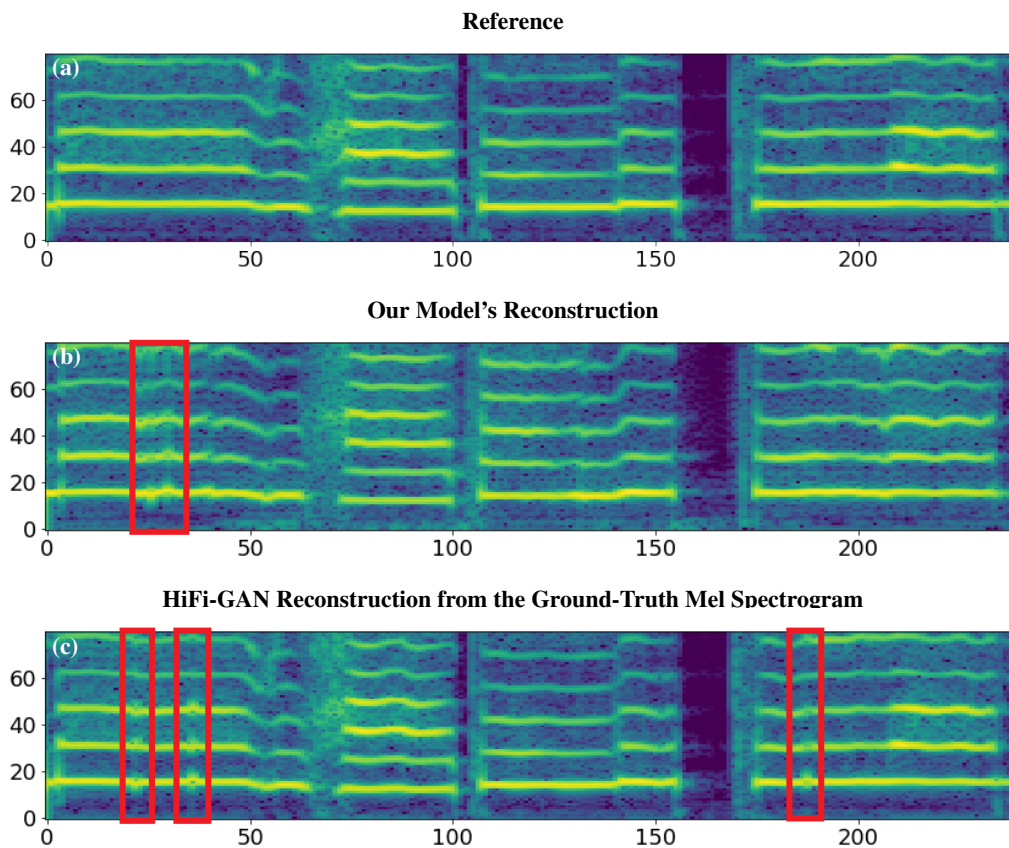 Reference
(a)
60
40
20
0
0 50 100 150 200
Our Model's Reconstruction
(b)
60
40
20
0
0 50 100 150 200
HiFi-GAN Reconstruction from the Ground-Truth Mel Spectrogram
(c)
60
40
20
0
0 50 100 150 200